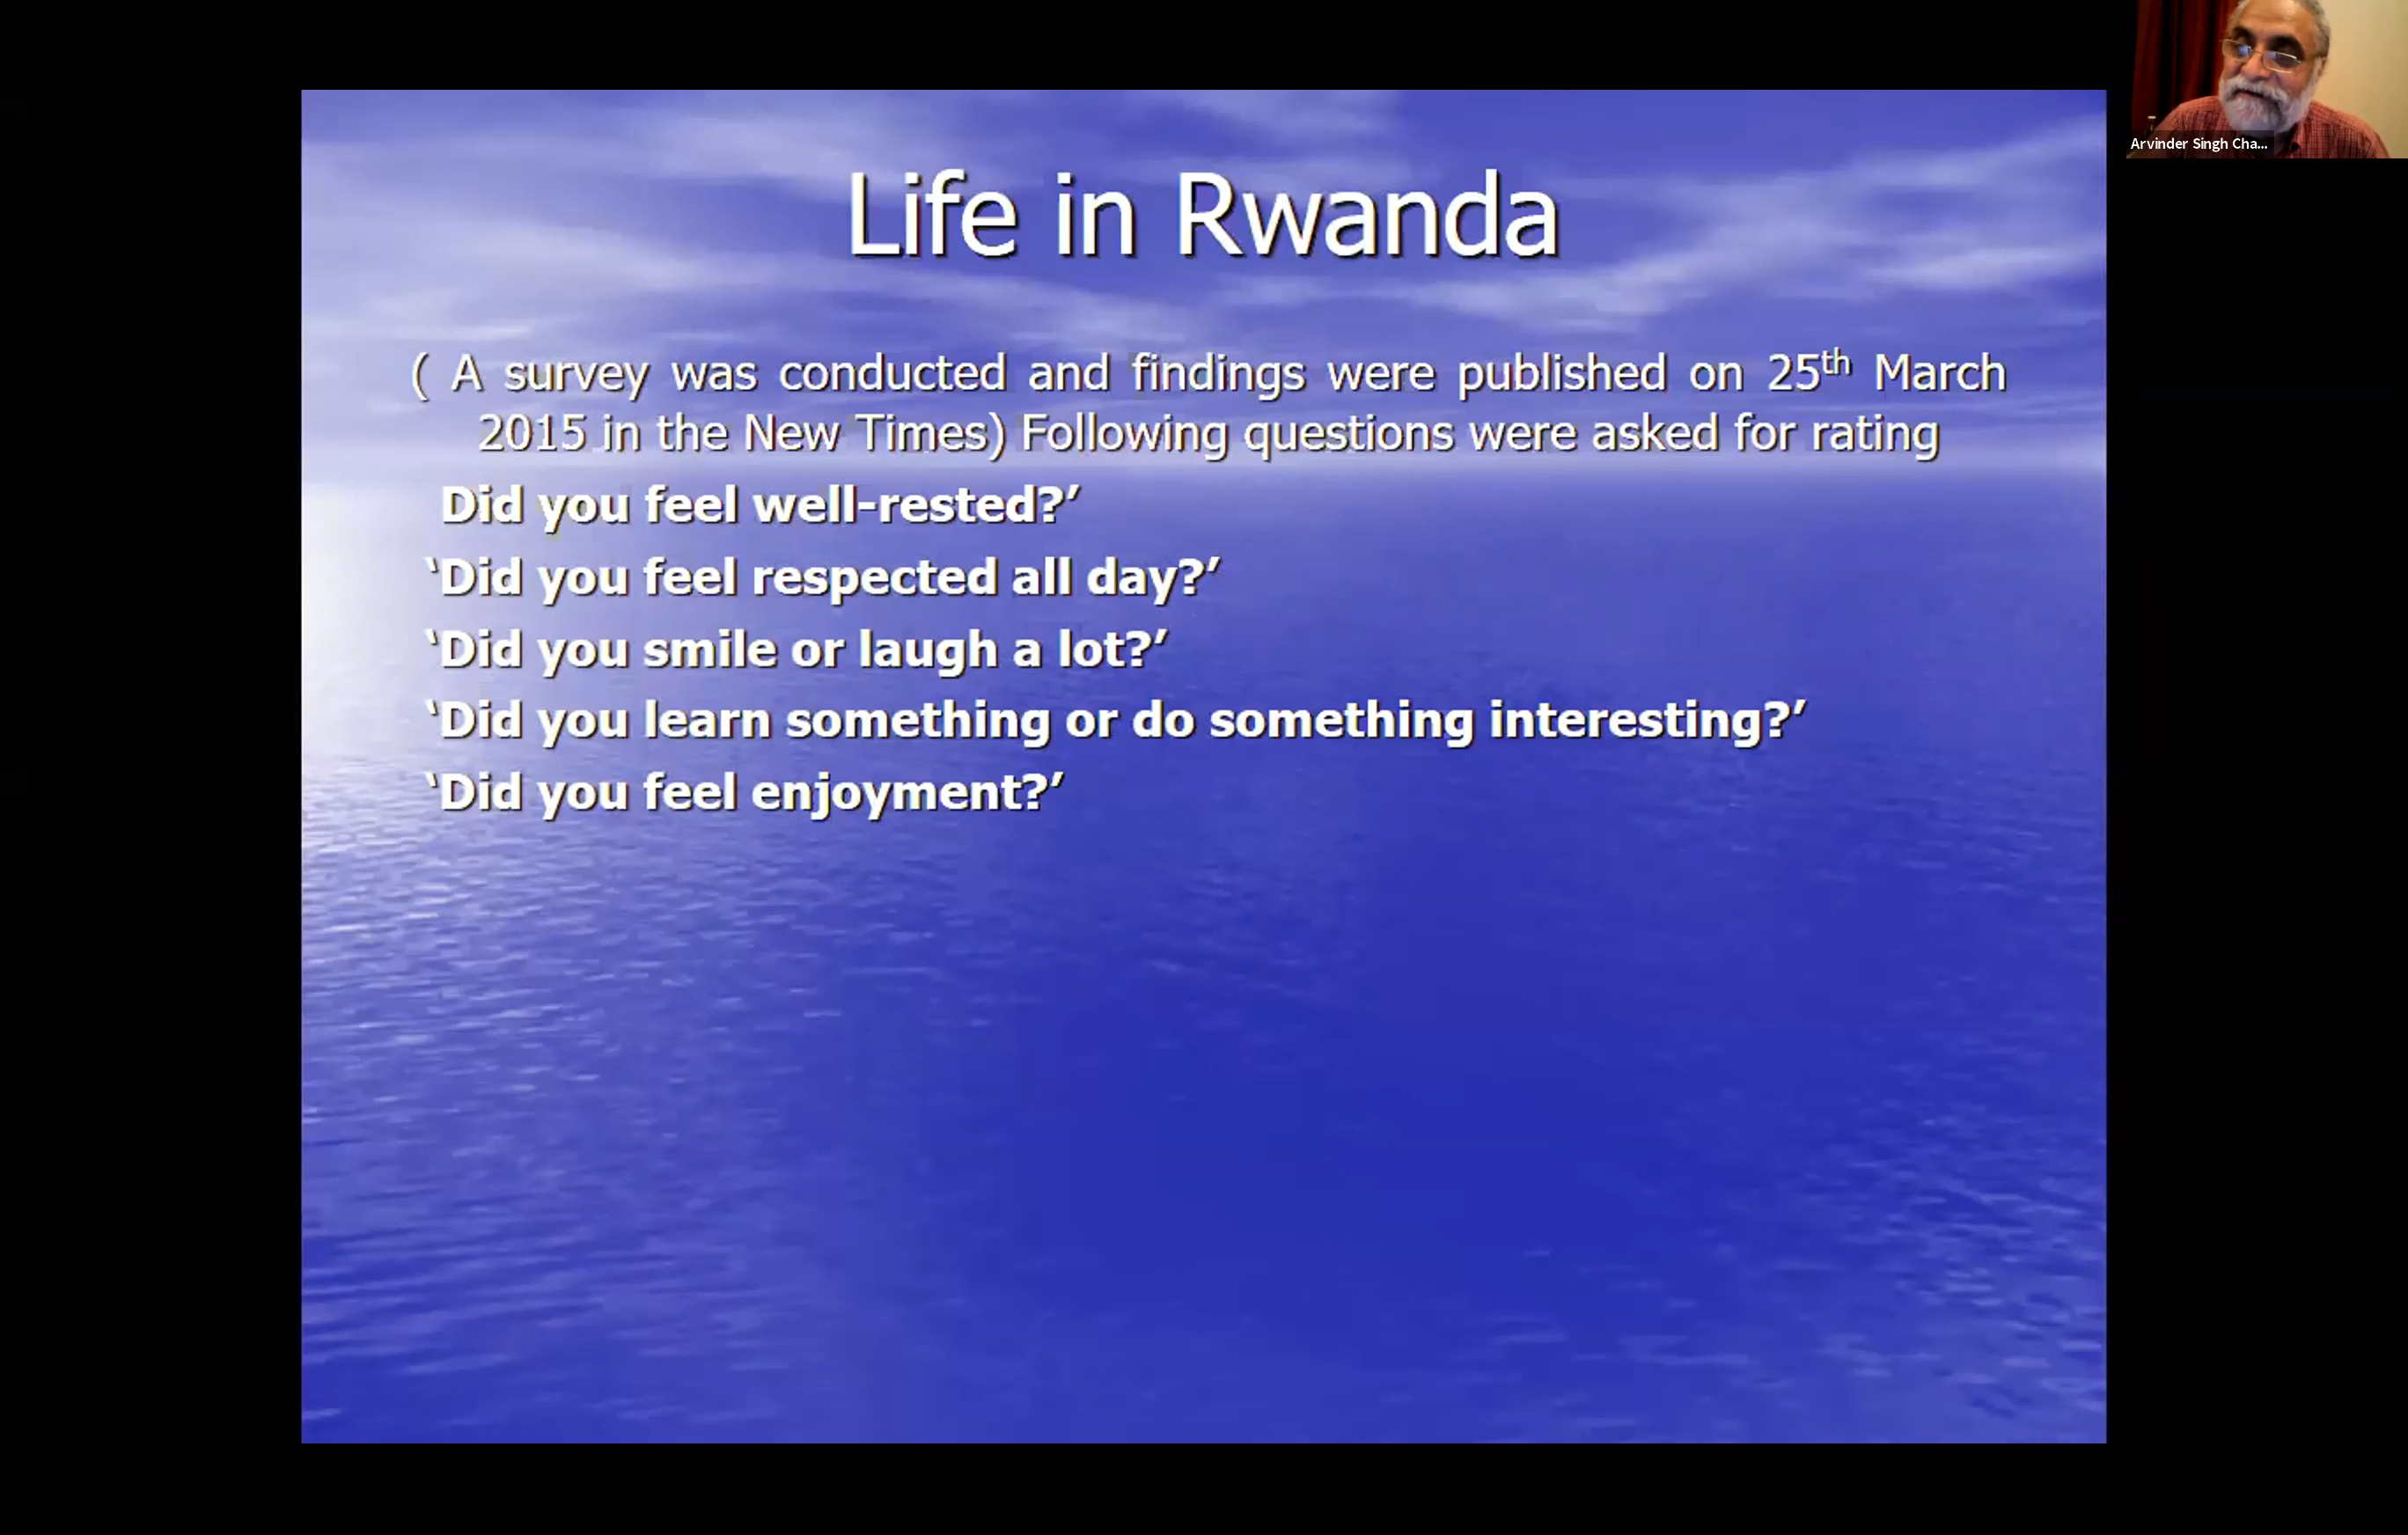 Life in Rwanda
( A survey was conducted and findings were published on 25th March
2015 in the New Times) Following questions were asked for rating
Did you feel well-rested?’
‘Did you feel respected all day?’
‘Did you smile or laugh a lot?’
‘Did you learn something or do something interesting?’
‘Did you feel enjoyment?’
Arvinder Singh Cha...